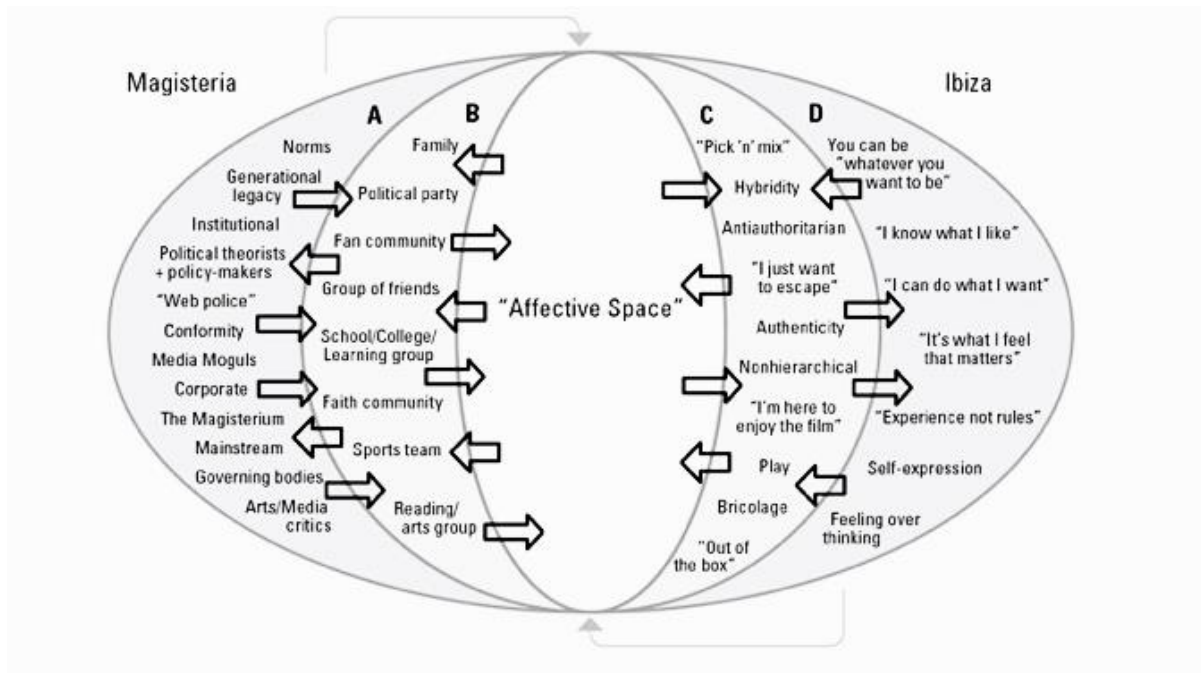 Magisteria
Ibiza
A
B
C
D
Norms
Generational
legacy
Institutional
Political theorists
+ policy-makers
"Web police"
Conformity
Media Moguls
Corporate
The Magisterium
Mainstream
Governing bodies
Arts/Media
critics
Family
Political party
Fan community
Group of friends
School/College/
Learning group
Faith community
Sports team
Reading/
arts group
"Affective Space"
"Pick 'n' mix"
Hybridity
Antiauthoritarian
"I just want
to escape"
Authenticity
Nonhierarchical
"I'm here to
enjoy the film"
Play
Bricolage
"Out of
the box"
You can be
"whatever you
want to be"
"I know what I like"
"I can do what I want"
"It's what I feel
that matters"
"Experience not rules"
Self-expression
Feeling over
thinking